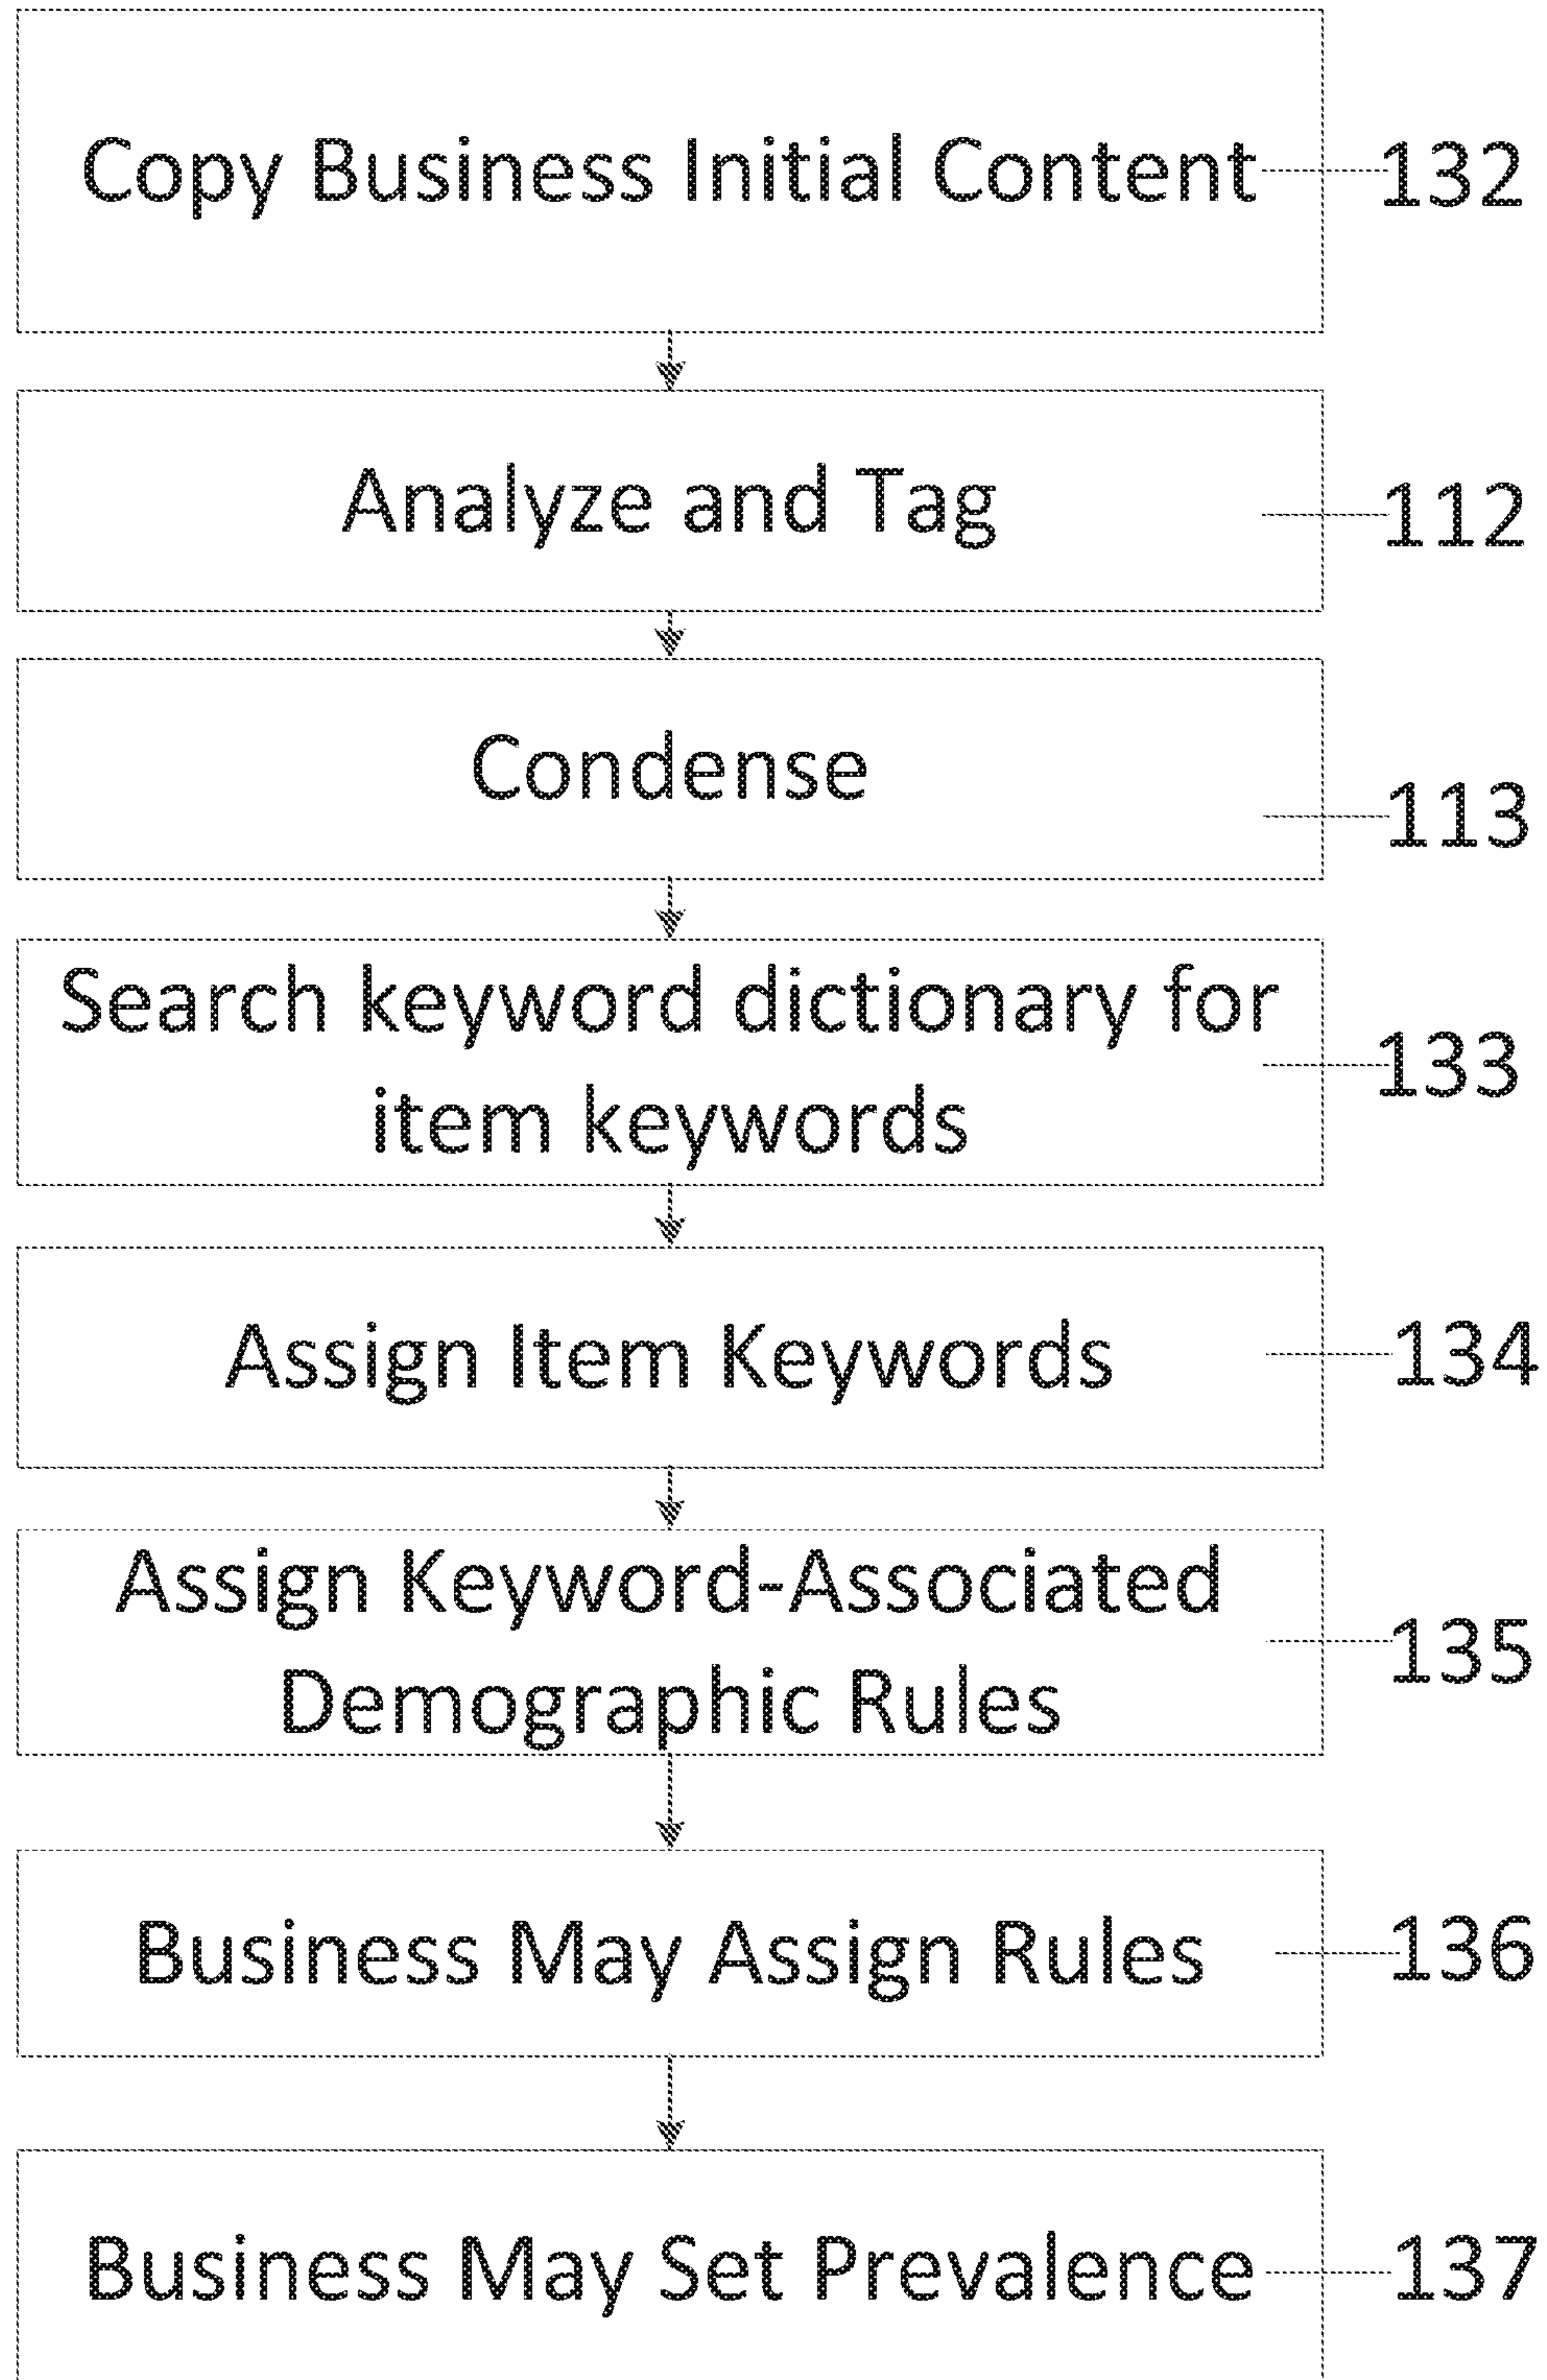 Copy Business Initial Content 132
Analyze and Tag 112
Condense 113
Search keyword dictionary for
item keywords 133
Assign Item Keywords 134
Assign Keyword-Associated
Demographic Rules 135
Business May Assign Rules 136
Business May Set Prevalence 137